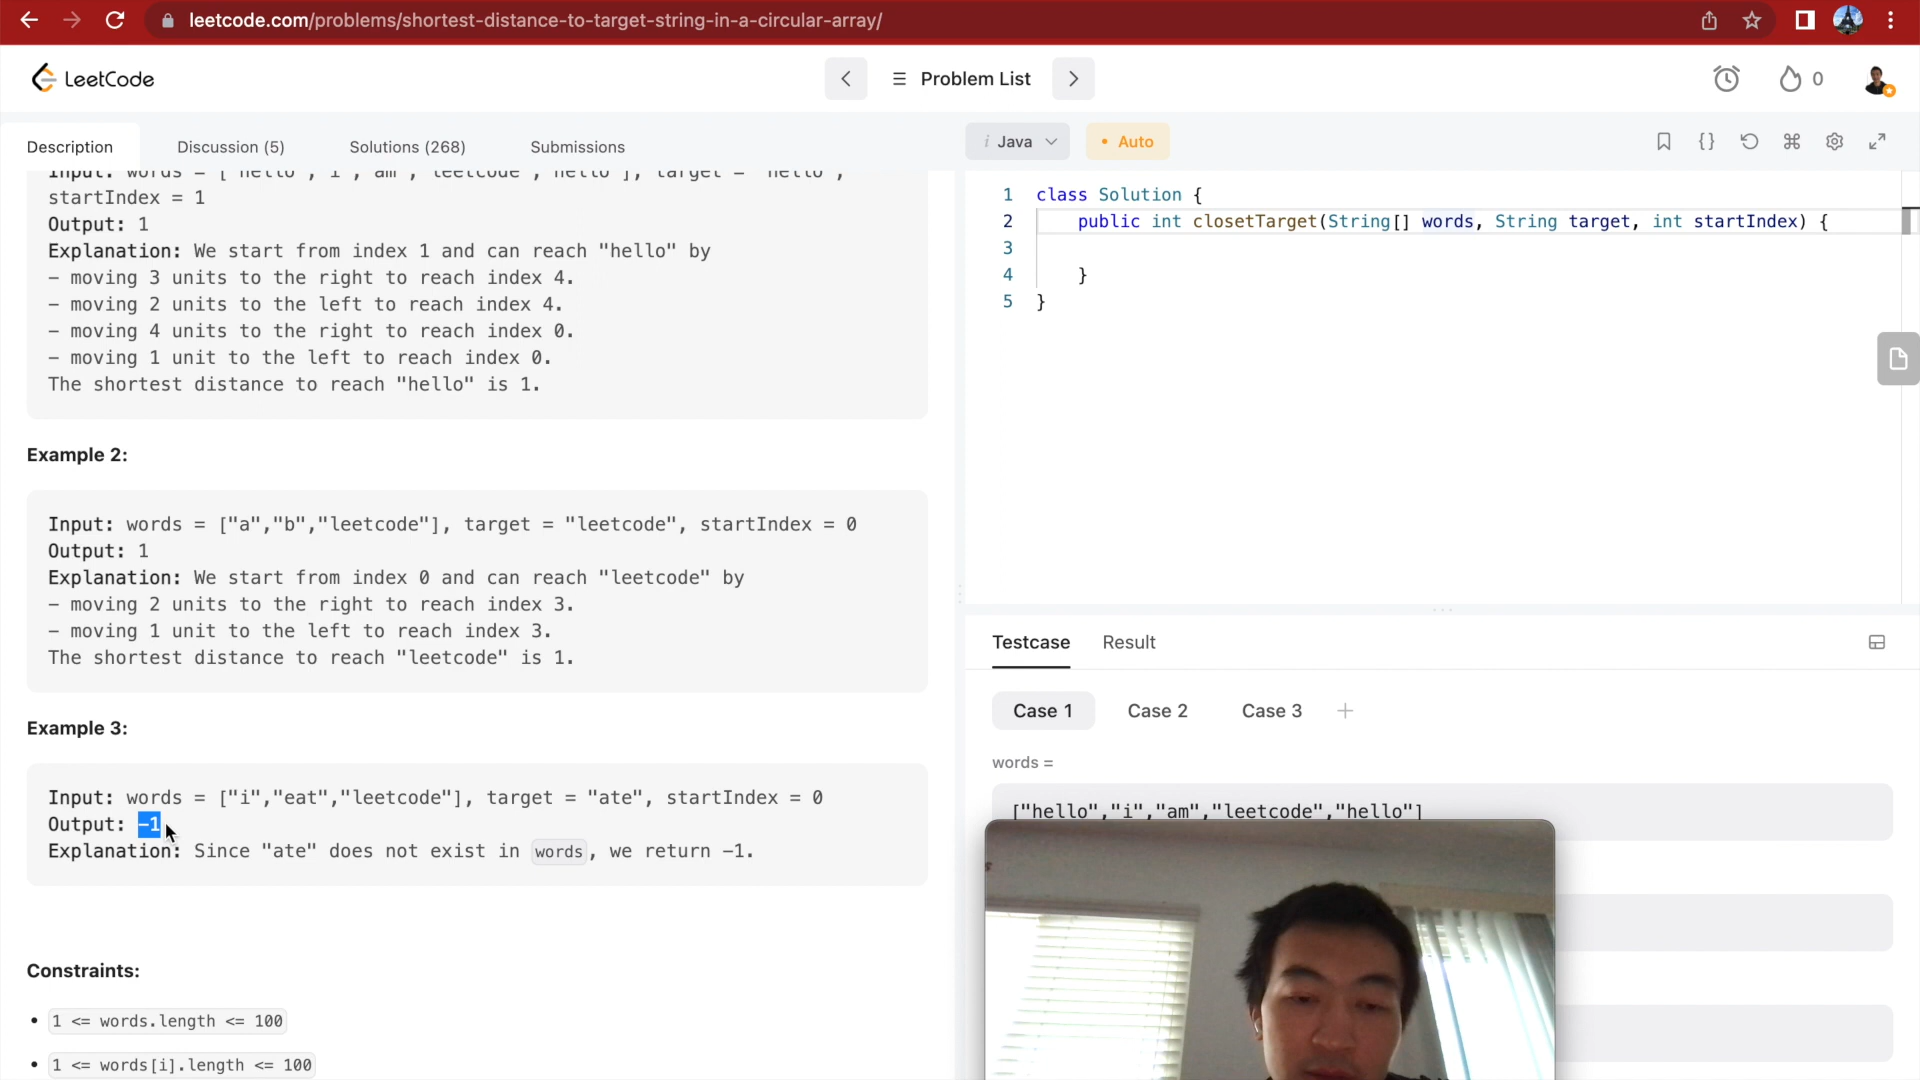 leetcode.com/problems/shortest-distance-to-target-string-in-a-circular-array/
LeetCode
Problem List
0
Description
Discussion (5)
Solutions (268)
Submissions
Input: words = ["hello","i","am","leetcode","hello"], target = "hello",
startIndex = 1
Output: 1
Explanation: We start from index 1 and can reach "hello" by
- moving 3 units to the right to reach index 4.
- moving 2 units to the left to reach index 4.
- moving 4 units to the right to reach index 0.
- moving 1 unit to the left to reach index 0.
The shortest distance to reach "hello" is 1.
Example 2:
Input: words = ["a","b","leetcode"], target = "leetcode", startIndex = 0
Output: 1
Explanation: We start from index 0 and can reach "leetcode" by
- moving 2 units to the right to reach index 3.
- moving 1 unit to the left to reach index 3.
The shortest distance to reach "leetcode" is 1.
Example 3:
Input: words = ["i","eat","leetcode"], target = "ate", startIndex = 0
Output: -1
Explanation: Since "ate" does not exist in words, we return -1.
Constraints:
• 1 <= words.length <= 100
• 1 <= words[i].length <= 100
i Java
• Auto
1 class Solution {
2 public int closetTarget(String[] words, String target, int startIndex) {
3
4 }
5 }
Testcase
Result
Case 1
Case 2
Case 3
+
words =
["hello","i","am","leetcode","hello"]